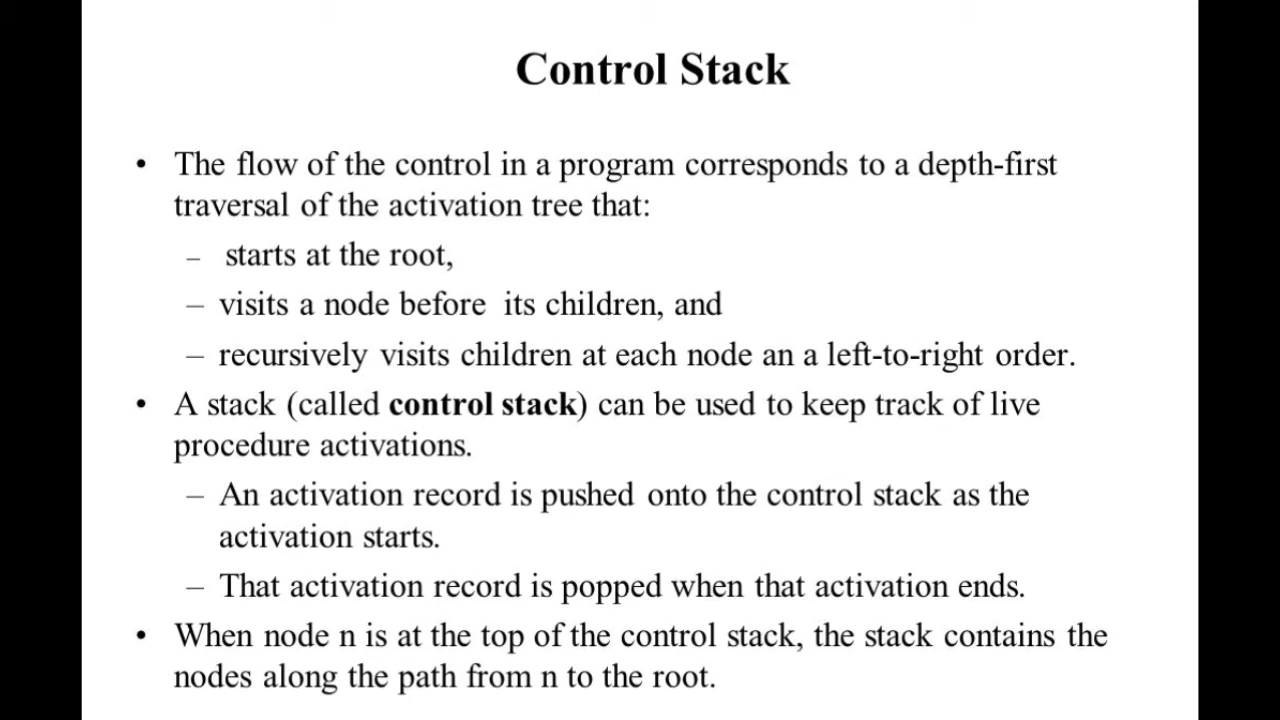 Control Stack
• The flow of the control in a program corresponds to a depth-first
traversal of the activation tree that:
– starts at the root,
– visits a node before its children, and
– recursively visits children at each node an a left-to-right order.
• A stack (called control stack) can be used to keep track of live
procedure activations.
– An activation record is pushed onto the control stack as the
activation starts.
– That activation record is popped when that activation ends.
• When node n is at the top of the control stack, the stack contains the
nodes along the path from n to the root.